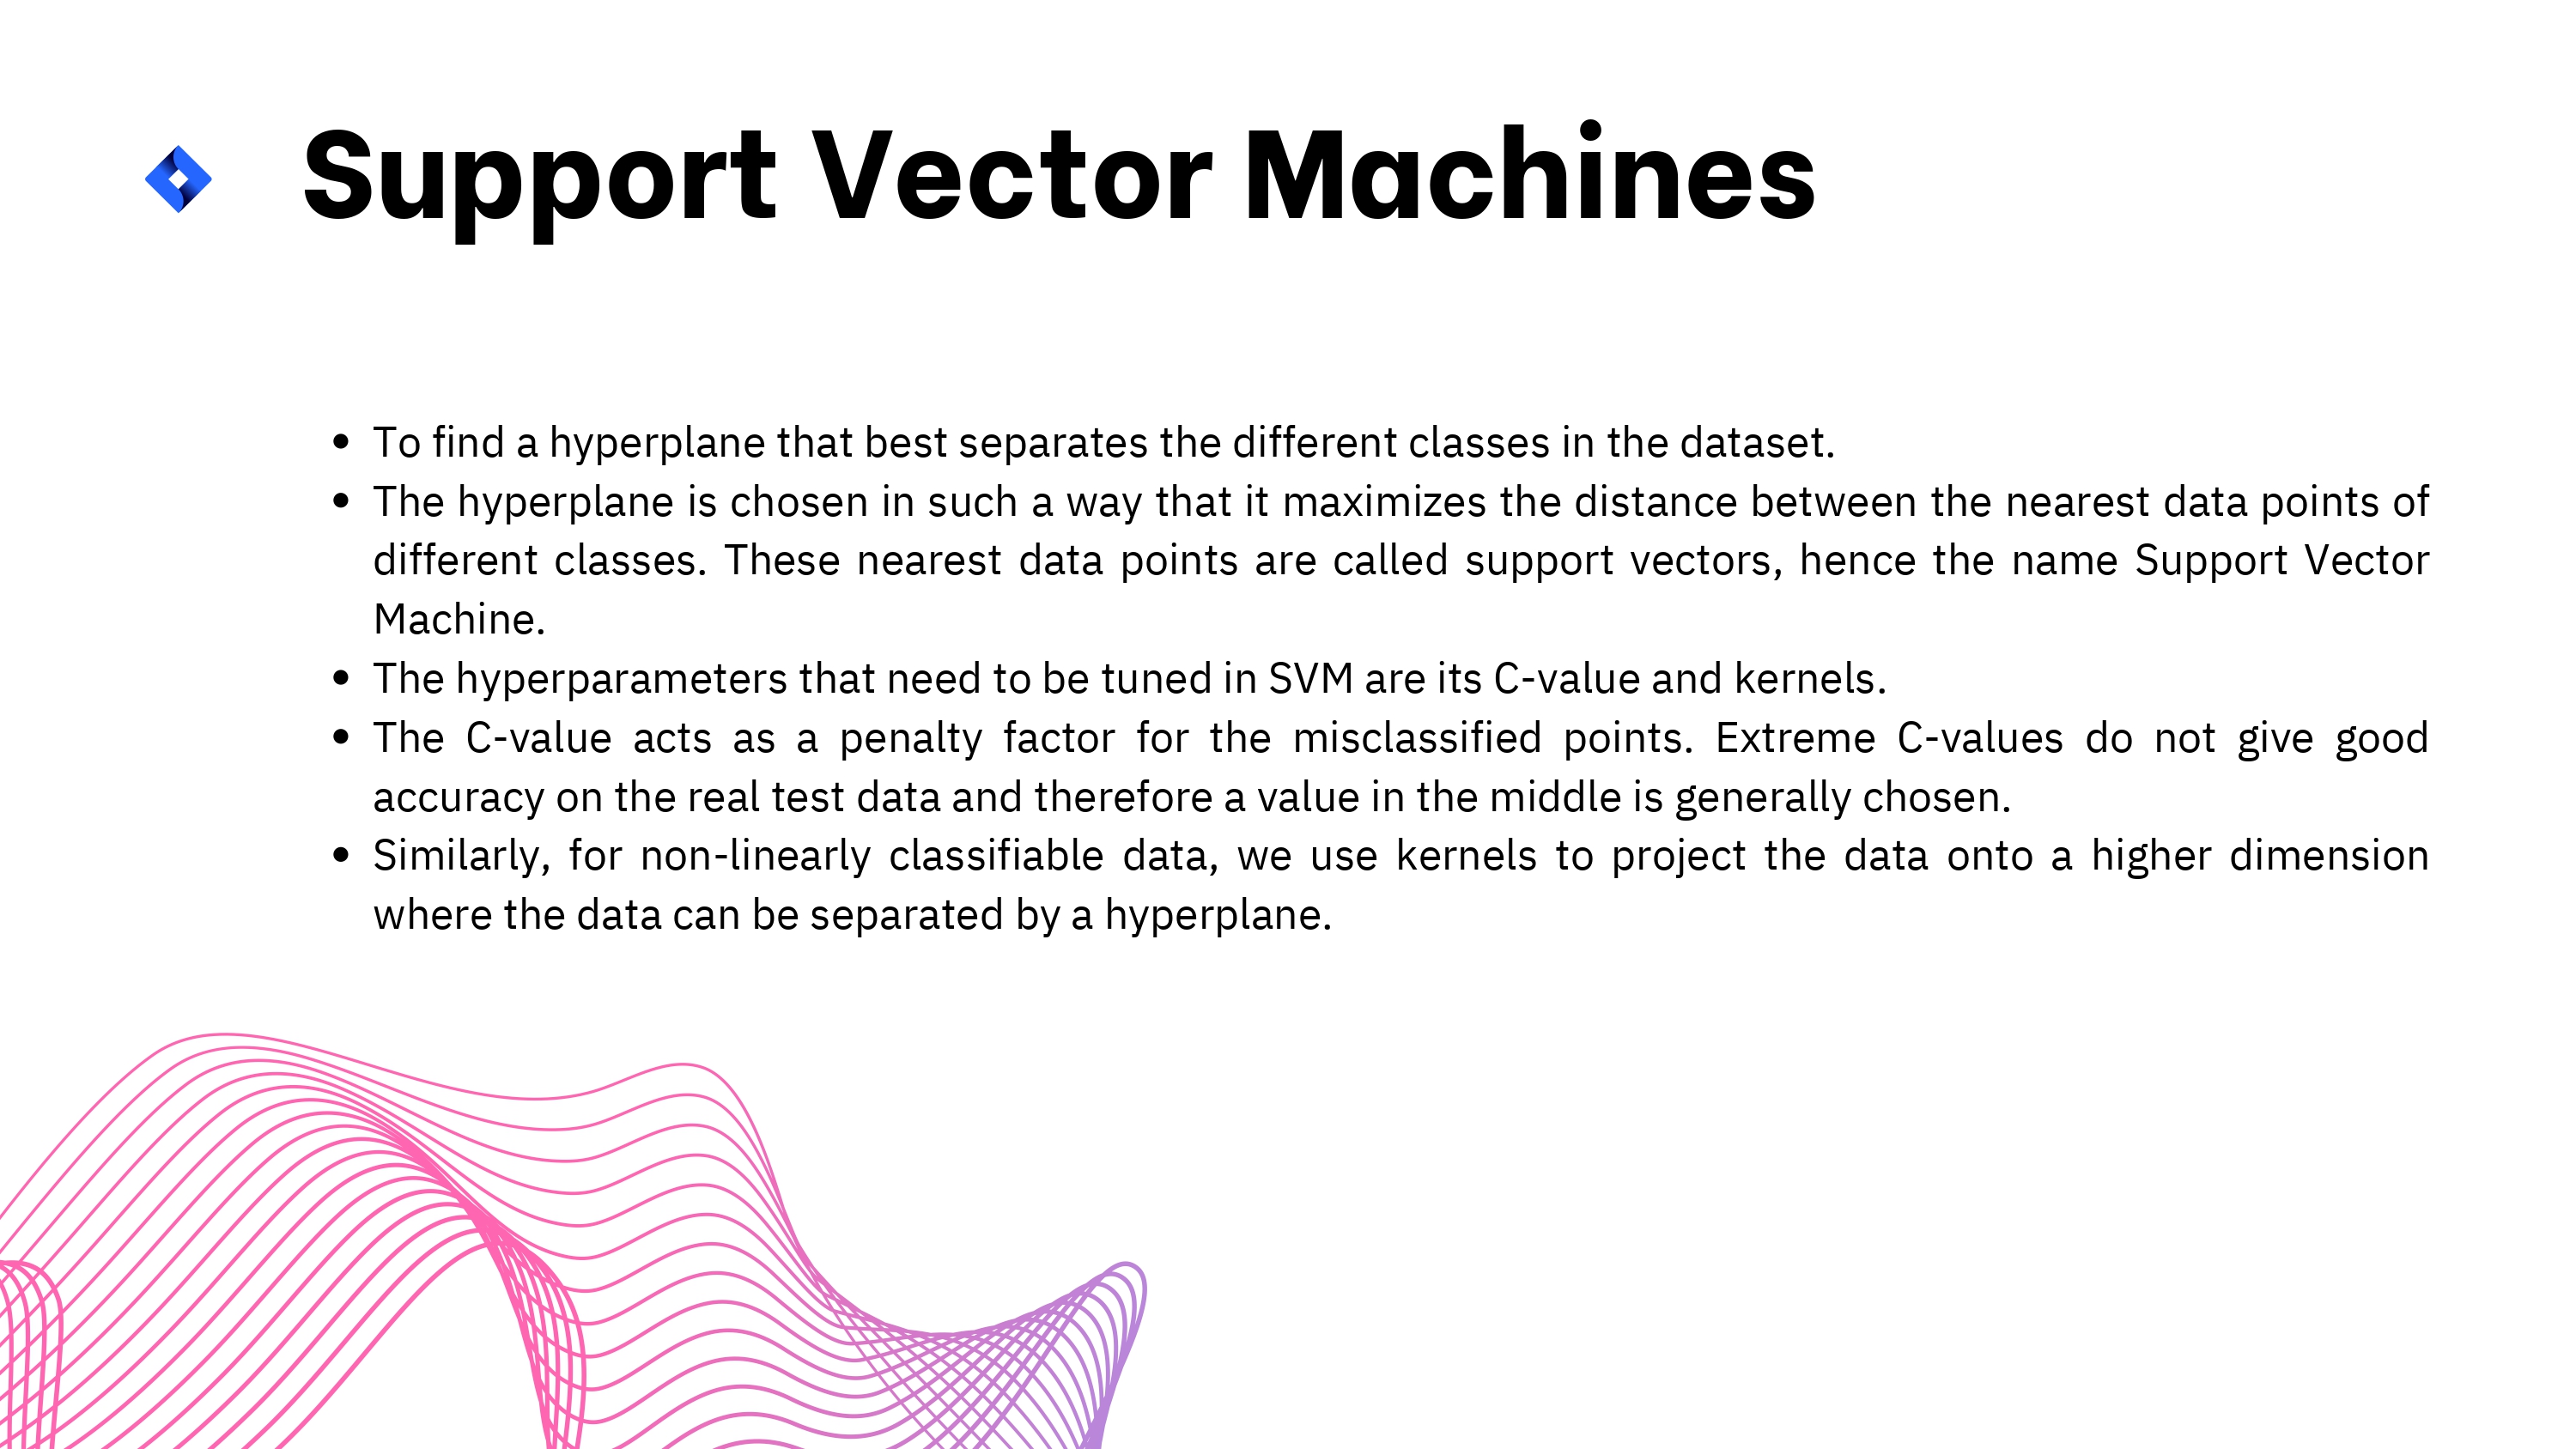 Support Vector Machines
• To find a hyperplane that best separates the different classes in the dataset.
• The hyperplane is chosen in such a way that it maximizes the distance between the nearest data points of
different classes. These nearest data points are called support vectors, hence the name Support Vector
Machine.
• The hyperparameters that need to be tuned in SVM are its C-value and kernels.
• The C-value acts as a penalty factor for the misclassified points. Extreme C-values do not give good
accuracy on the real test data and therefore a value in the middle is generally chosen.
• Similarly, for non-linearly classifiable data, we use kernels to project the data onto a higher dimension
where the data can be separated by a hyperplane.